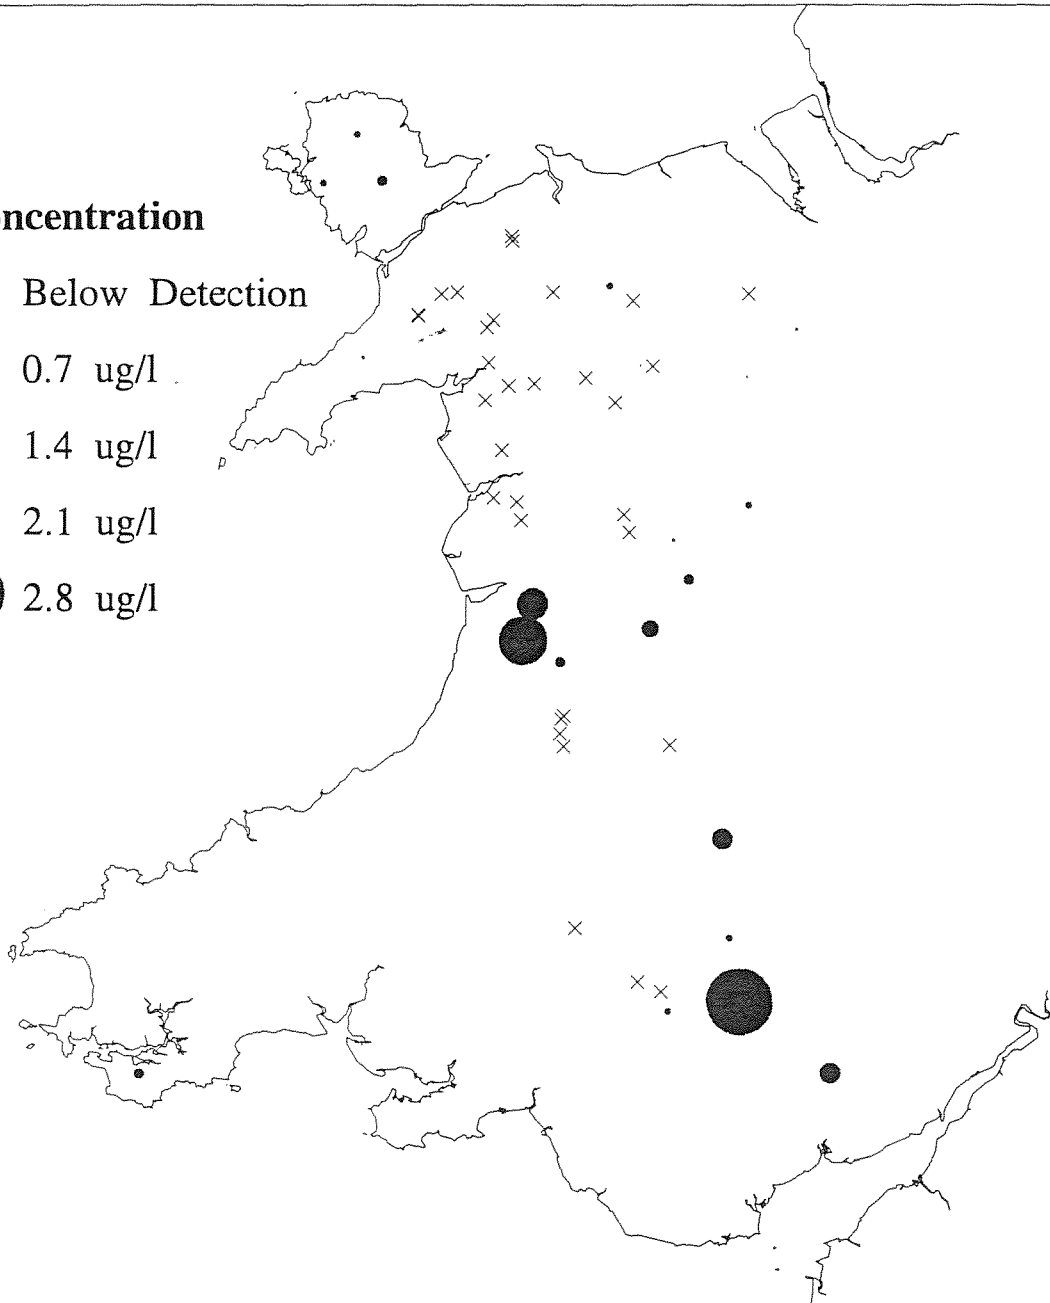 ncentration
Below Detection
0.7 ug/l
1.4 ug/l
2.1 ug/l
2.8 ug/l